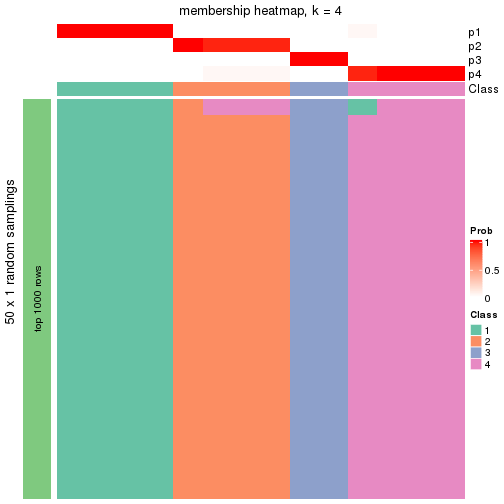 membership heatmap, k = 4
p1
p2
p3
p4
Class
50 x 1 random samplings
top 1000 rows
Prob
1
0.5
0
Class
1
2
3
4